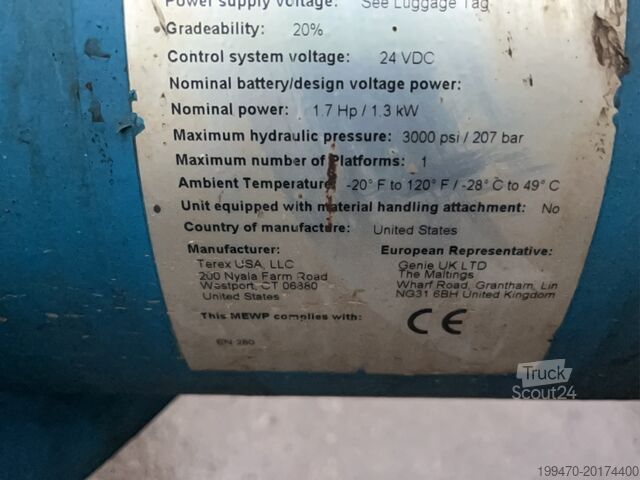 Power supply voltage: See Luggage Tag
Gradeability: 20%
Control system voltage: 24 VDC
Nominal battery/design voltage power:
Nominal power: 1.7 Hp / 1.3 kW
Maximum hydraulic pressure: 3000 psi / 207 bar
Maximum number of Platforms: 1
Ambient Temperature: -20° F to 120° F / -28° C to 49° C
Unit equipped with material handling attachment: No
Country of manufacture: United States
Manufacturer:
Terex USA, LLC
200 Nyala Farm Road
Westport, CT 06880
United States
European Representative:
Genie UK LTD
The Maltings
Wharf Road, Grantham, Lin
NG31 6BH United Kingdom
This MEWP complies with:
CE
EN 280
Truck
Scout24
199470-20174400